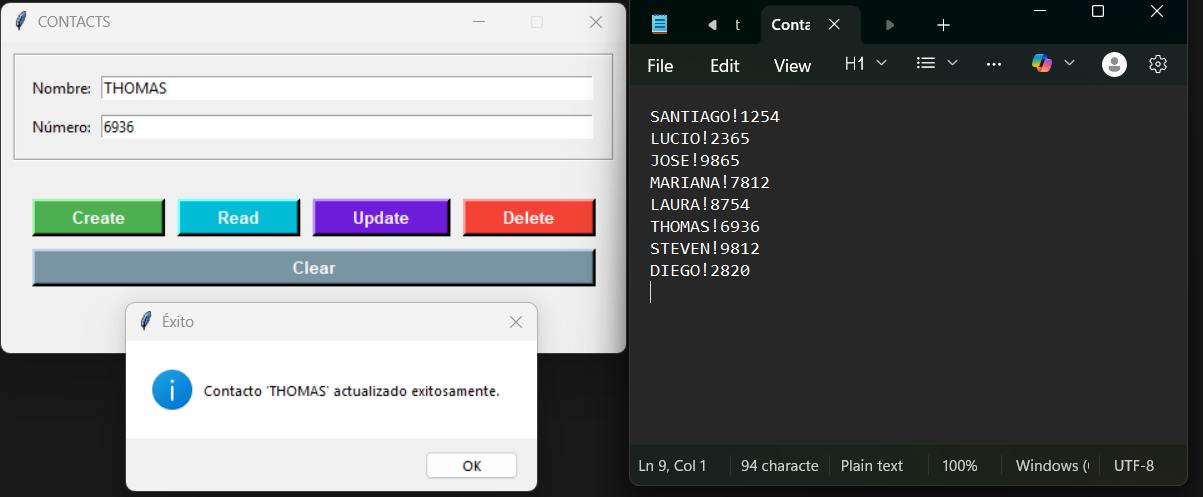 CONTACTS
Nombre: THOMAS
Número: 6936
Create Read Update Delete
Clear
Éxito
Contacto 'THOMAS' actualizado exitosamente.
OK
t Conta
File Edit View H1
SANTIAGO!1254
LUCIO!2365
JOSE!9865
MARIANA!7812
LAURA!8754
THOMAS!6936
STEVEN!9812
DIEGO!2820
Ln 9, Col 1 94 characte Plain text 100% Windows ( UTF-8